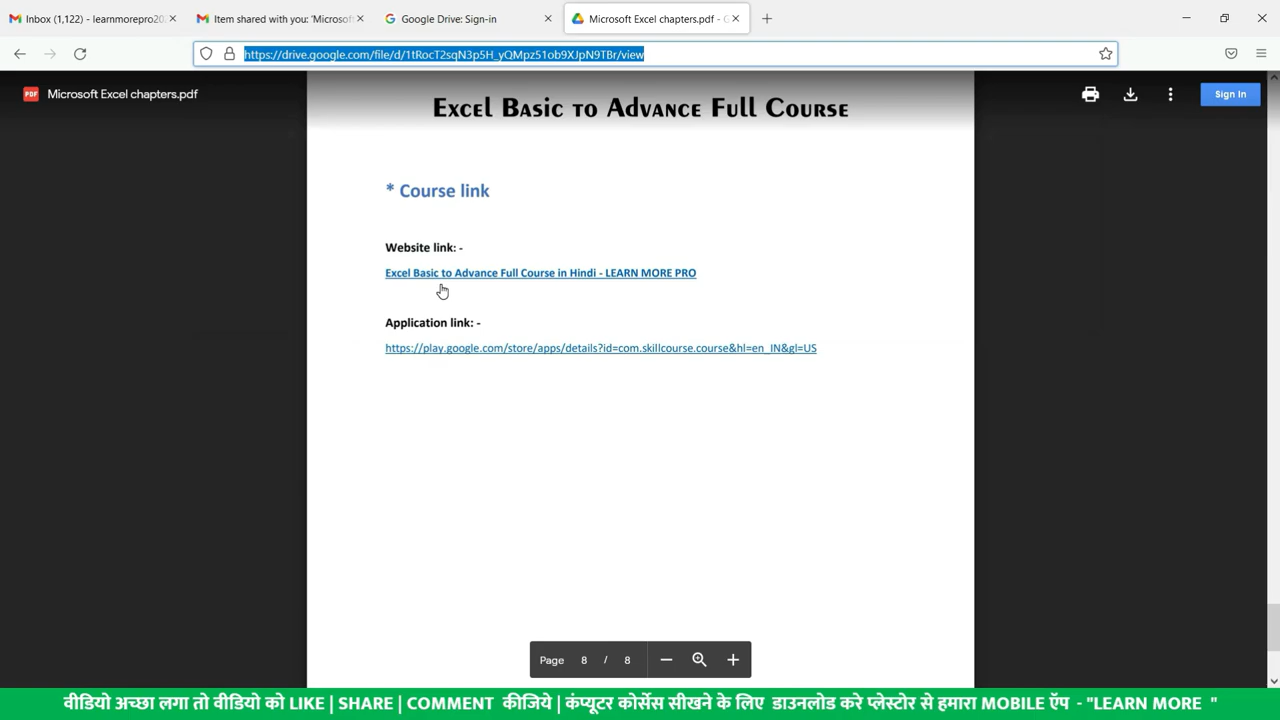 Inbox (1,122) - learnmorepro20
Item shared with you: 'Microsof
Google Drive: Sign-in
Microsoft Excel chapters.pdf - G
https://drive.google.com/file/d/1tRocT2sqN3p5H_yQMpz51ob9XJpN9TBr/view
PDF
Microsoft Excel chapters.pdf
Sign In
Excel Basic to Advance Full Course
* Course link
Website link: -
Excel Basic to Advance Full Course in Hindi - LEARN MORE PRO
Application link: -
https://play.google.com/store/apps/details?id=com.skillcourse.course&hl=en_IN&gl=US
Page 8 / 8
वीडियो अच्छा लगा तो वीडियो को LIKE | SHARE | COMMENT कीजिये | कंप्यूटर कोर्सेस सीखने के लिए डाउनलोड करे प्लेस्टोर से हमारा MOBILE ऍप - "LEARN MORE "